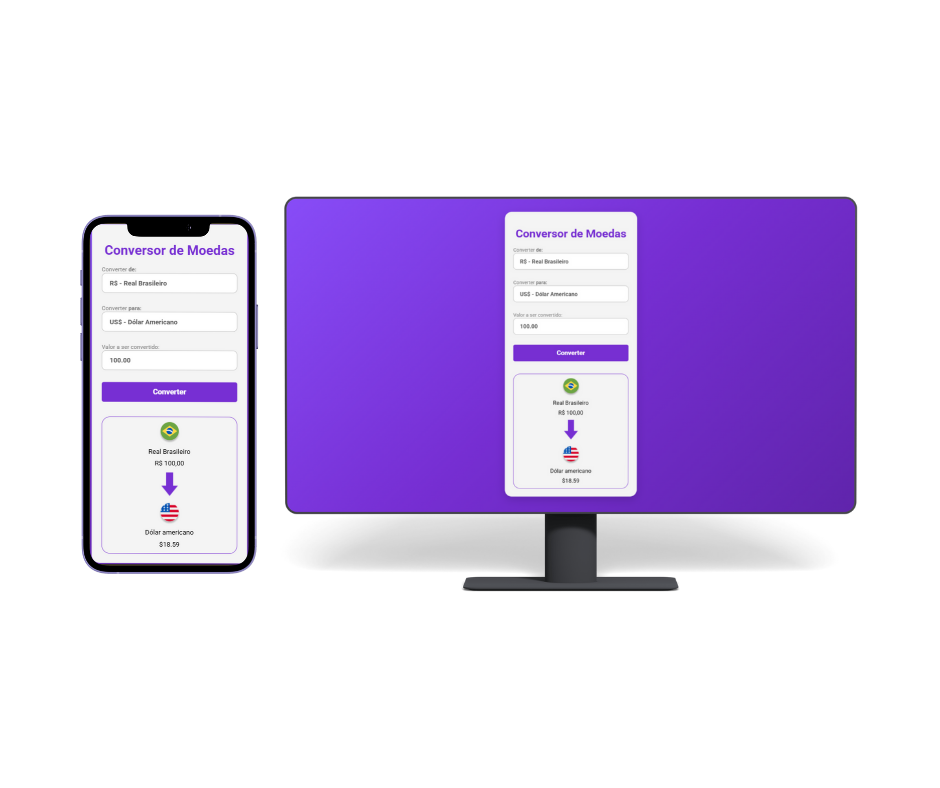 Conversor de Moedas
Converter de:
R$ - Real Brasileiro
Converter para:
US$ - Dólar Americano
Valor a ser convertido:
100.00
Converter
Real Brasileiro
R$ 100,00
Dólar americano
$18.59
Conversor de Moedas
Converter de:
R$ - Real Brasileiro
Converter para:
US$ - Dólar Americano
Valor a ser convertido:
100.00
Converter
Real Brasileiro
R$ 100,00
Dólar americano
$18.59